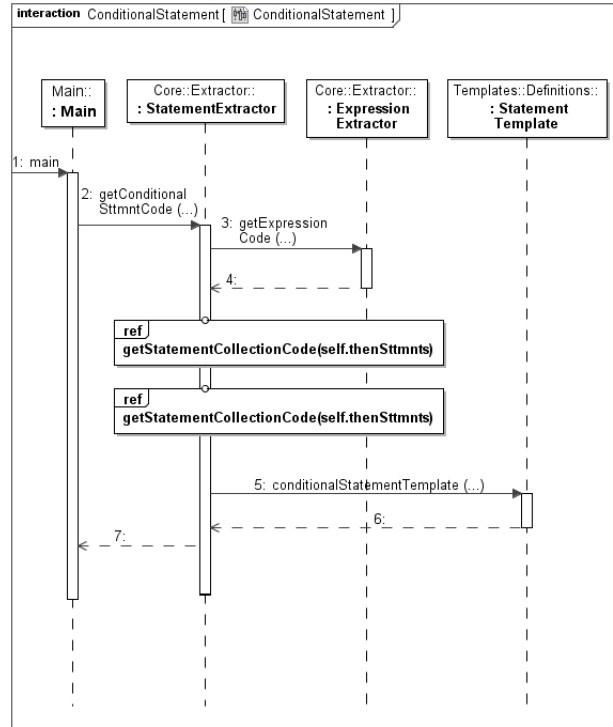 interaction ConditionalStatement [ ConditionalStatement ]
Main::
: Main
Core::Extractor::
: StatementExtractor
Core::Extractor::
: Expression
Extractor
Templates::Definitions::
: Statement
Template
1: main
2: getConditional
SttmntCode (...)
3: getExpression
Code (...)
4:
ref
getStatementCollectionCode(self.thenSttmnts)
ref
getStatementCollectionCode(self.thenSttmnts)
5: conditionalStatementTemplate (...)
6:
7: